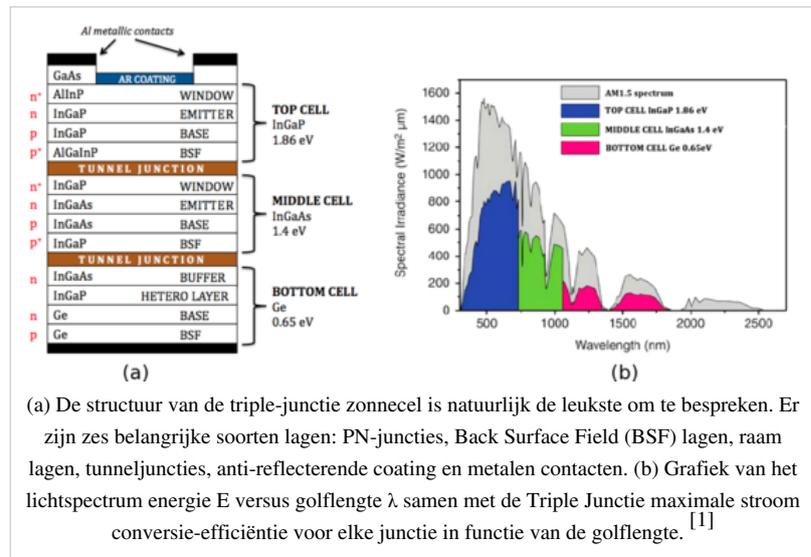 Al metallic contacts
GaAs AR COATING
n+ AlInP WINDOW
n InGaP EMITTER
p InGaP BASE
p+ AlGaInP BSF
TOP CELL
InGaP
1.86 eV
TUNNEL JUNCTION
n+ InGaP WINDOW
n InGaAs EMITTER
p InGaAs BASE
p+ InGaP BSF
MIDDLE CELL
InGaAs
1.4 eV
TUNNEL JUNCTION
n InGaAs BUFFER
InGaP HETERO LAYER
n Ge BASE
p Ge BSF
BOTTOM CELL
Ge
0.65 eV
(a)
Spectral Irradiance (W/m² µm)
1600
1400
1200
1000
800
600
400
200
0
AM1.5 spectrum
TOP CELL InGaP 1.86 eV
MIDDLE CELL InGaAs 1.4 eV
BOTTOM CELL Ge 0.65eV
500 1000 1500 2000 2500
Wavelength (nm)
(b)
(a) De structuur van de triple-junctie zonnecel is natuurlijk de leukste om te bespreken. Er
zijn zes belangrijke soorten lagen: PN-juncties, Back Surface Field (BSF) lagen, raam
lagen, tunneljuncties, anti-reflecterende coating en metalen contacten. (b) Grafiek van het
lichtspectrum energie E versus golflengte λ samen met de Triple Junctie maximale stroom
conversie-efficiëntie voor elke junctie in functie van de golflengte. [1]